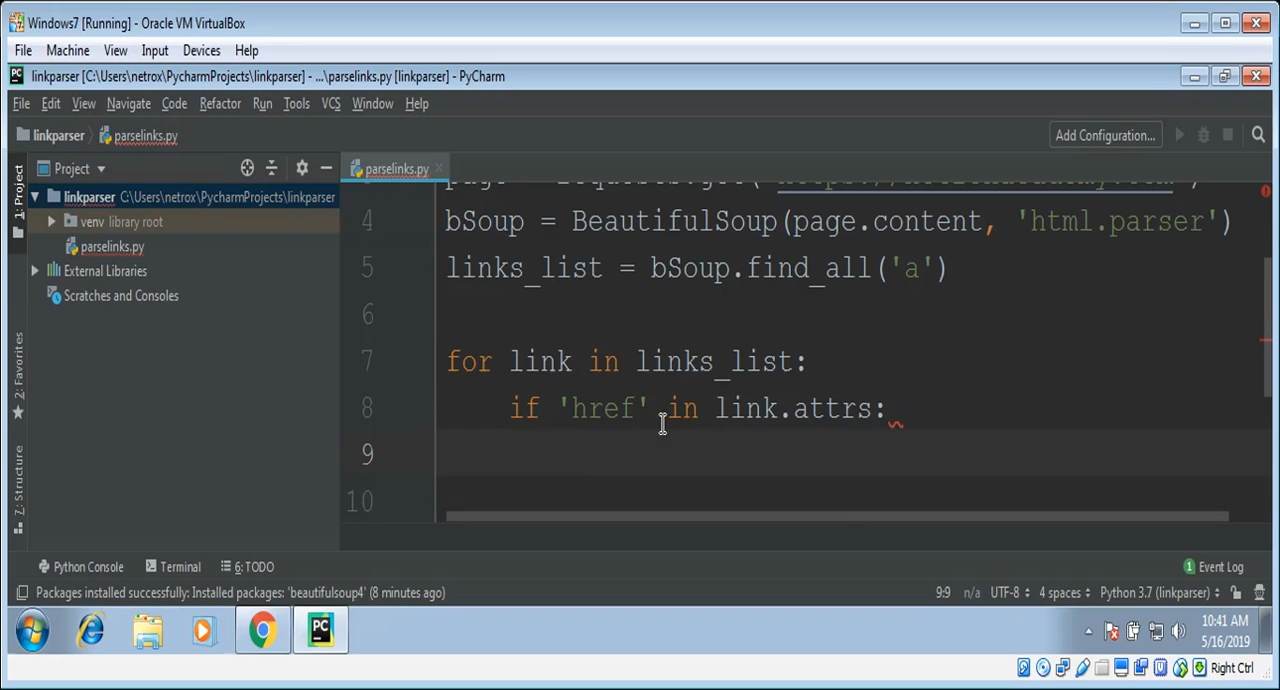 Windows7 [Running] - Oracle VM VirtualBox
File Machine View Input Devices Help
PC linkparser [C:\Users\netrox\PycharmProjects\linkparser] - ...\parselinks.py [linkparser] - PyCharm
File Edit View Navigate Code Refactor Run Tools VCS Window Help
linkparser parselinks.py Add Configuration...
1: Project
Project
parselinks.py
linkparser C:\Users\netrox\PycharmProjects\linkparser
venv library root
parselinks.py
External Libraries
Scratches and Consoles
2: Favorites
7: Structure
4 bSoup = BeautifulSoup(page.content, 'html.parser')
5 links_list = bSoup.find_all('a')
6
7 for link in links_list:
8 if 'href' in link.attrs:
9
10
Python Console Terminal 6: TODO 1 Event Log
Packages installed successfully: Installed packages: 'beautifulsoup4' (8 minutes ago) 9:9 n/a UTF-8 4 spaces Python 3.7 (linkparser)
PC
10:41 AM
5/16/2019
Right Ctrl